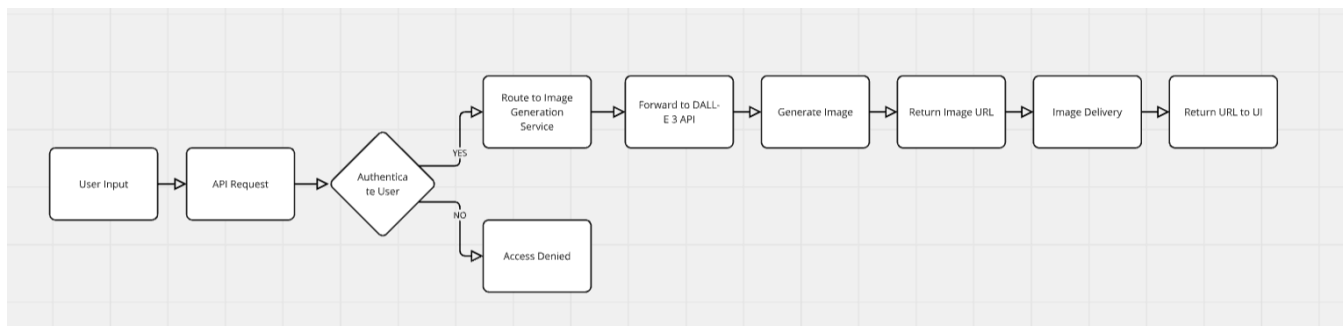 User Input
API Request
Authentica
te User
YES
NO
Route to Image
Generation
Service
Forward to DALL-
E 3 API
Generate Image
Return Image URL
Image Delivery
Return URL to UI
Access Denied